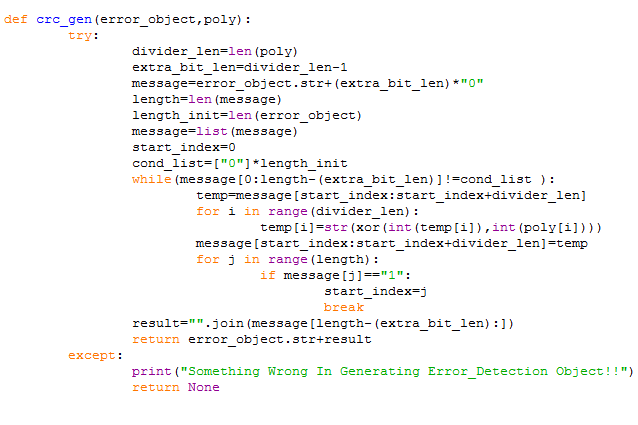 def crc_gen(error_object,poly):
try:
divider_len=len(poly)
extra_bit_len=divider_len-1
message=error_object.str+(extra_bit_len)*"0"
length=len(message)
length_init=len(error_object)
message=list(message)
start_index=0
cond_list=["0"]*length_init
while(message[0:length-(extra_bit_len)]!=cond_list ):
temp=message[start_index:start_index+divider_len]
for i in range(divider_len):
temp[i]=str(xor(int(temp[i]),int(poly[i])))
message[start_index:start_index+divider_len]=temp
for j in range(length):
if message[j]=="1":
start_index=j
break
result="".join(message[length-(extra_bit_len):])
return error_object.str+result
except:
print("Something Wrong In Generating Error_Detection Object!!")
return None